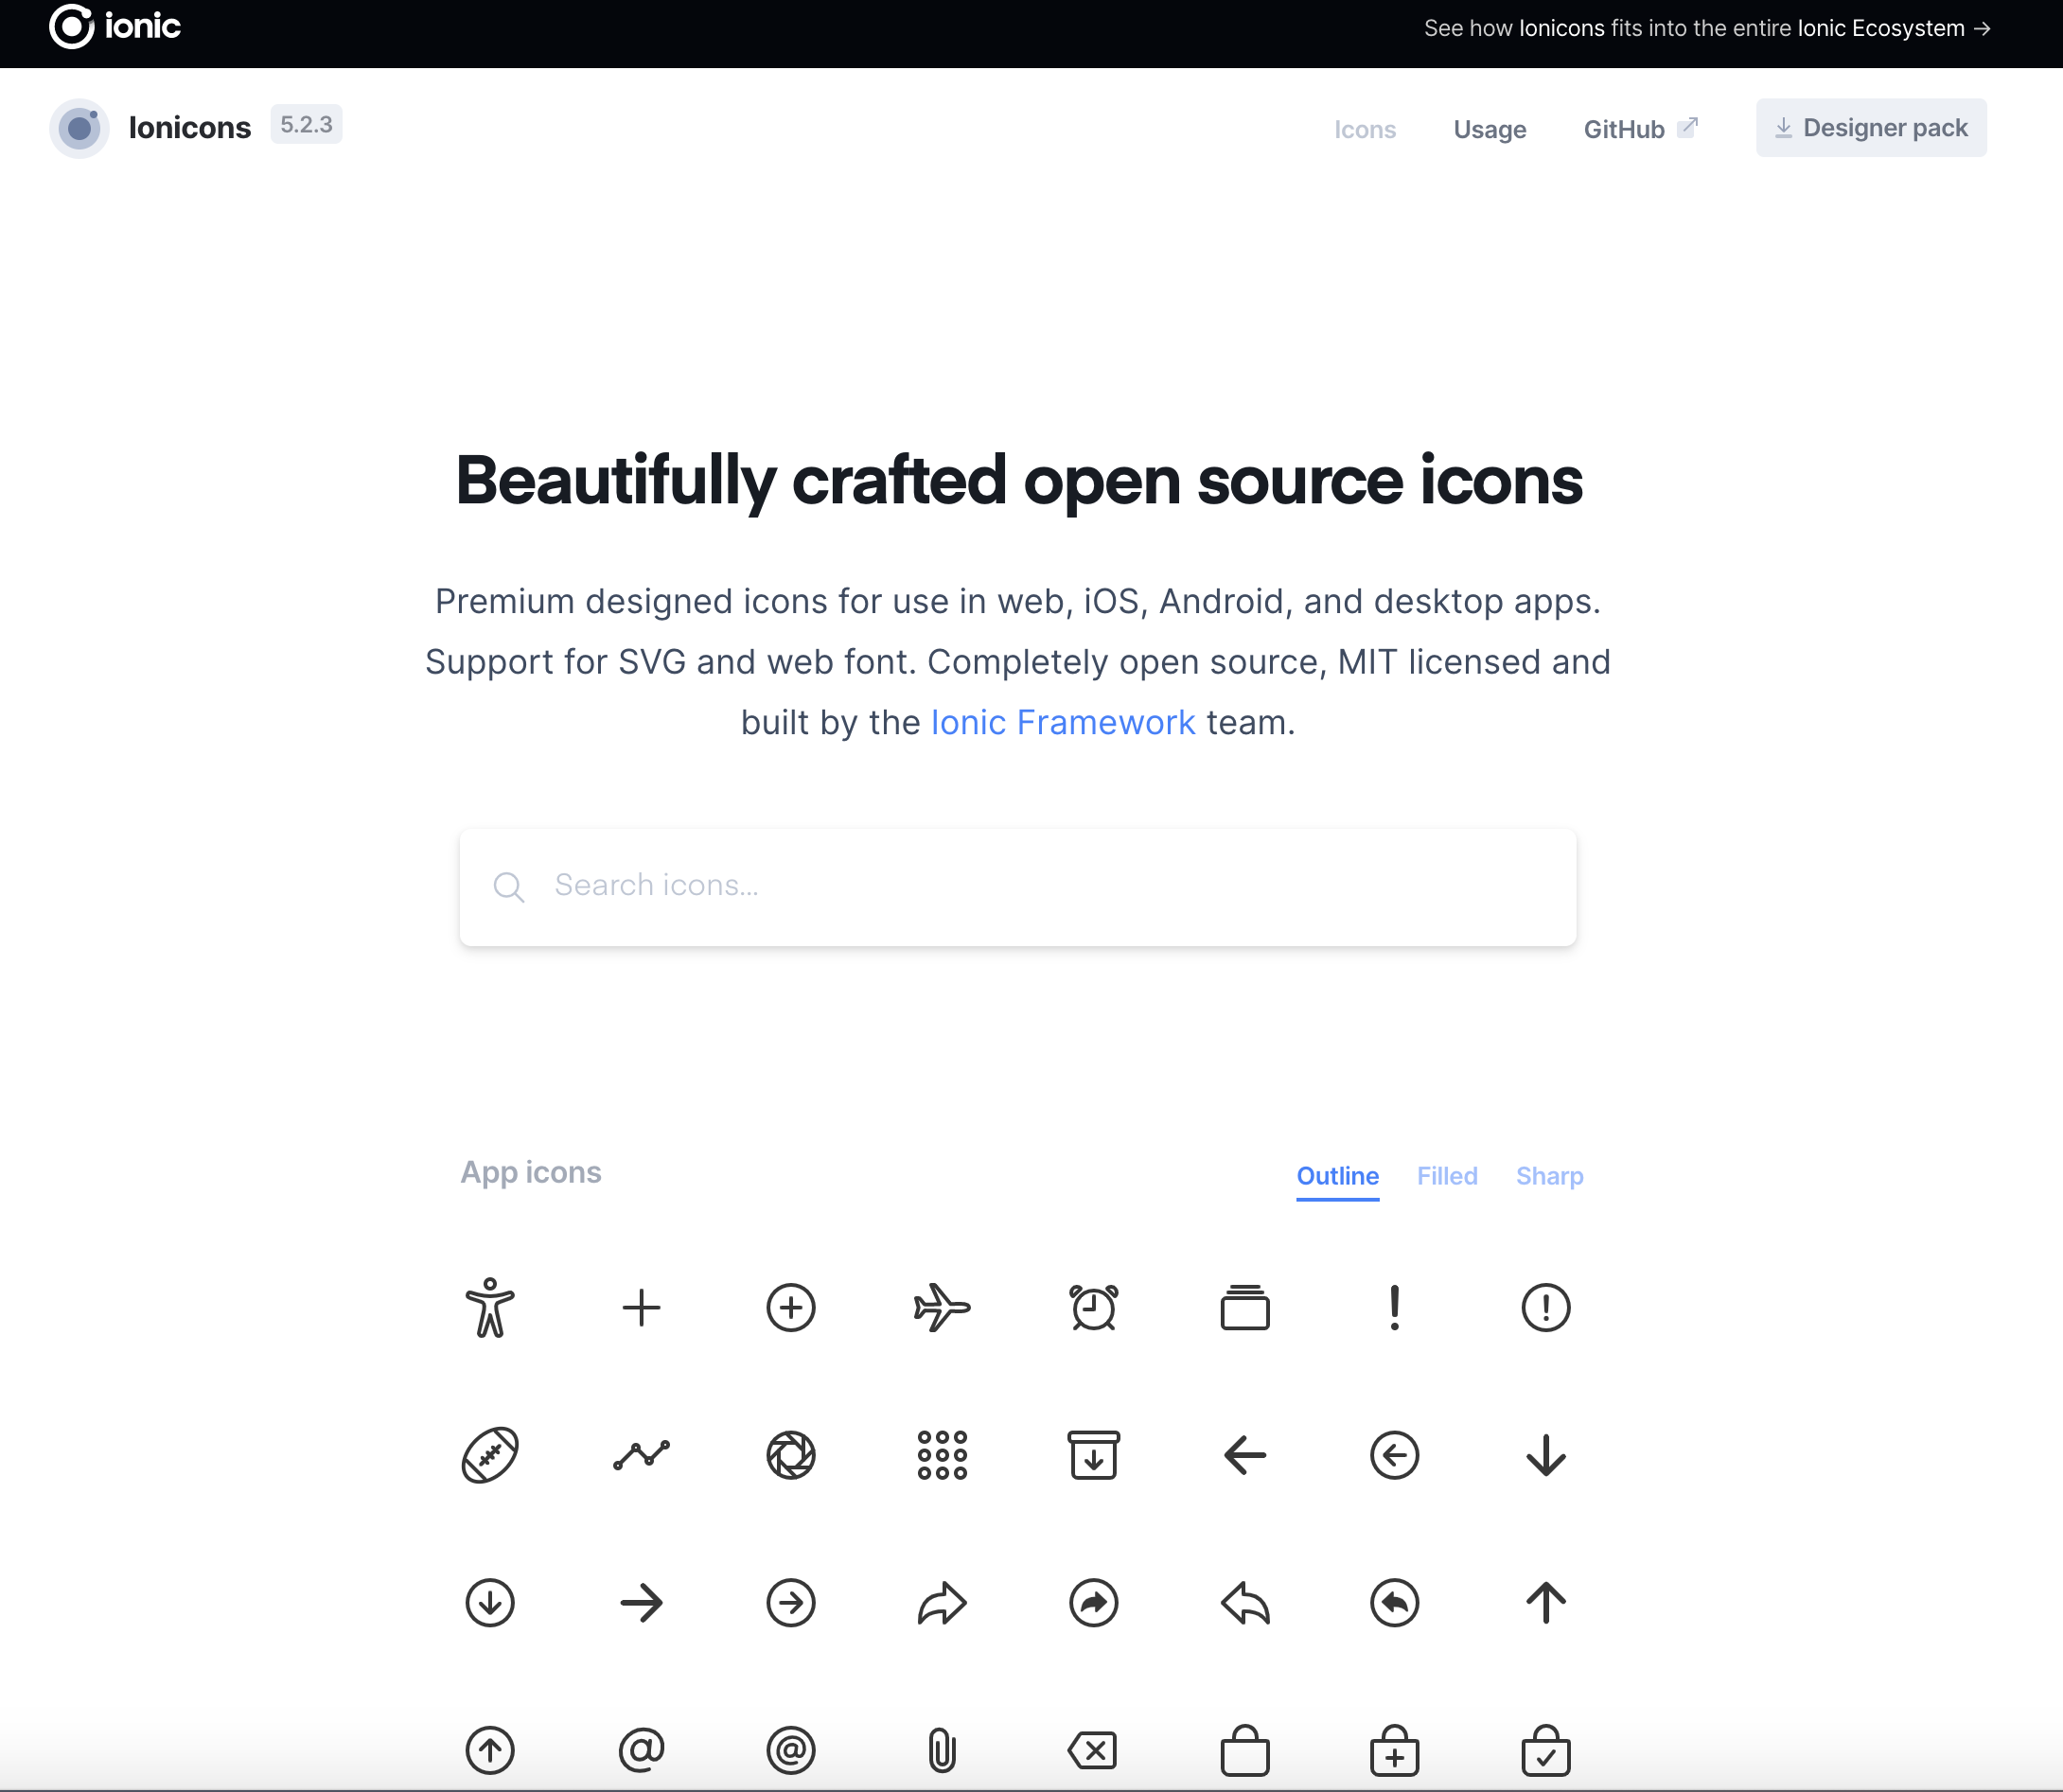 ionic
See how Ionicons fits into the entire Ionic Ecosystem →
Ionicons 5.2.3
Icons Usage GitHub Designer pack
Beautifully crafted open source icons
Premium designed icons for use in web, iOS, Android, and desktop apps.
Support for SVG and web font. Completely open source, MIT licensed and
built by the Ionic Framework team.
Search icons...
App icons
Outline Filled Sharp